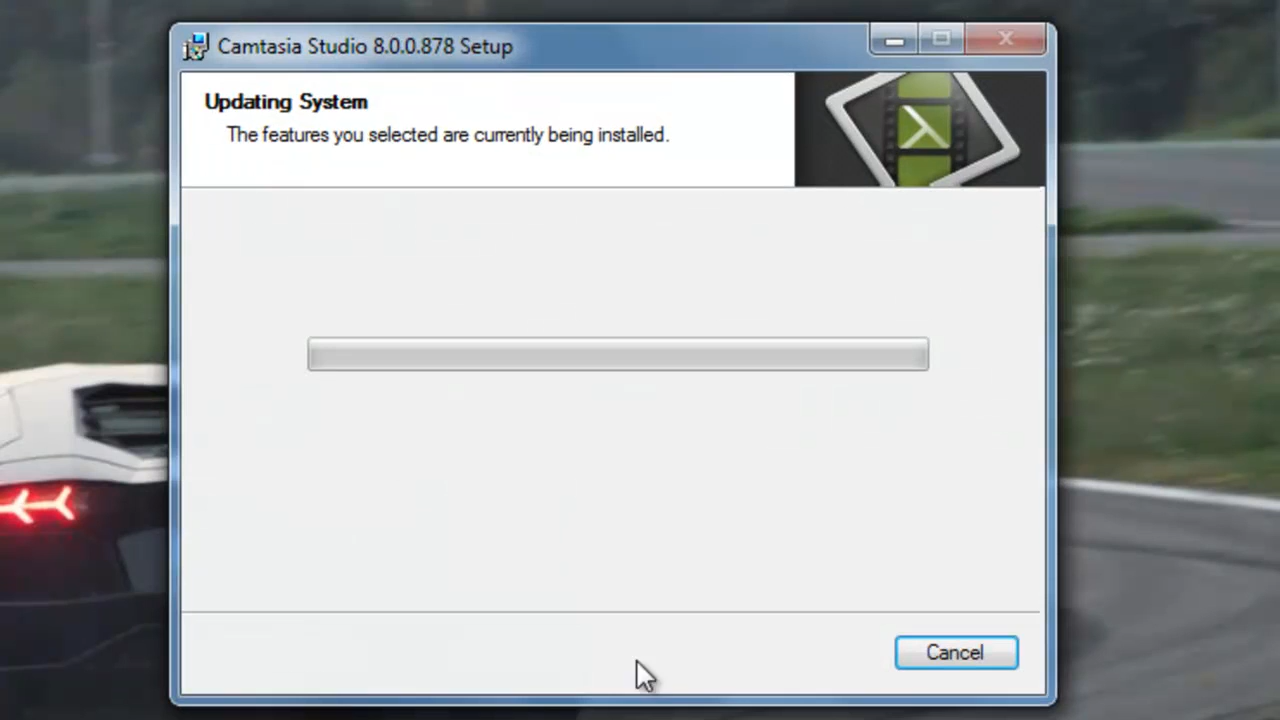 Camtasia Studio 8.0.0.878 Setup
Updating System
The features you selected are currently being installed.
Cancel